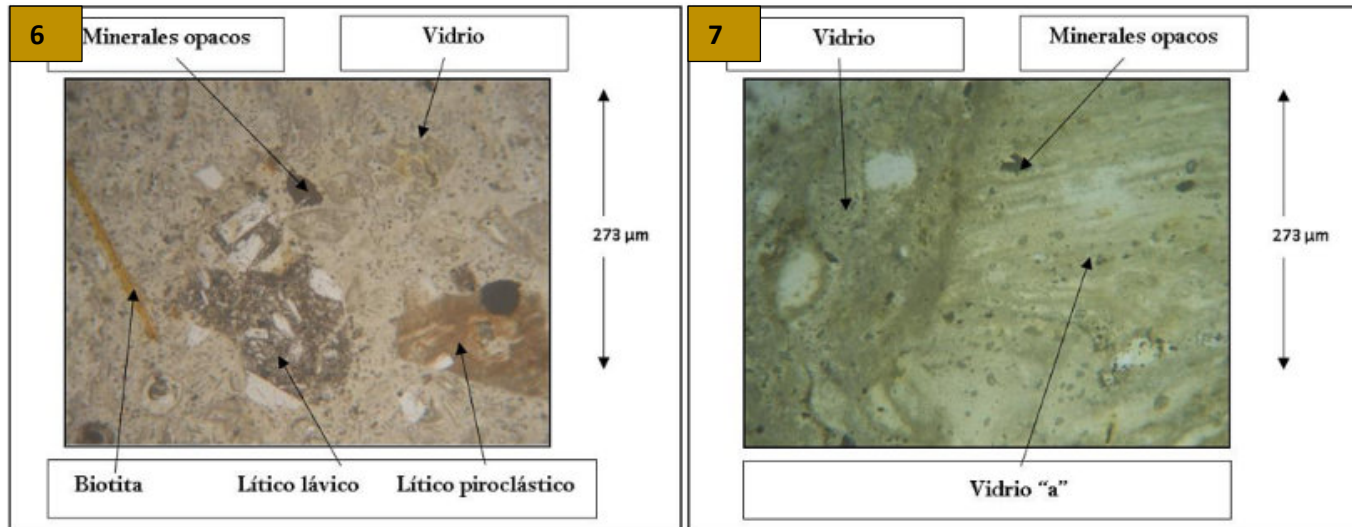 6
Minerales opacos
Vidrio
273 µm
Biotita
Lítico lávico
Lítico piroclástico
7
Vidrio
Minerales opacos
273 µm
Vidrio “a”